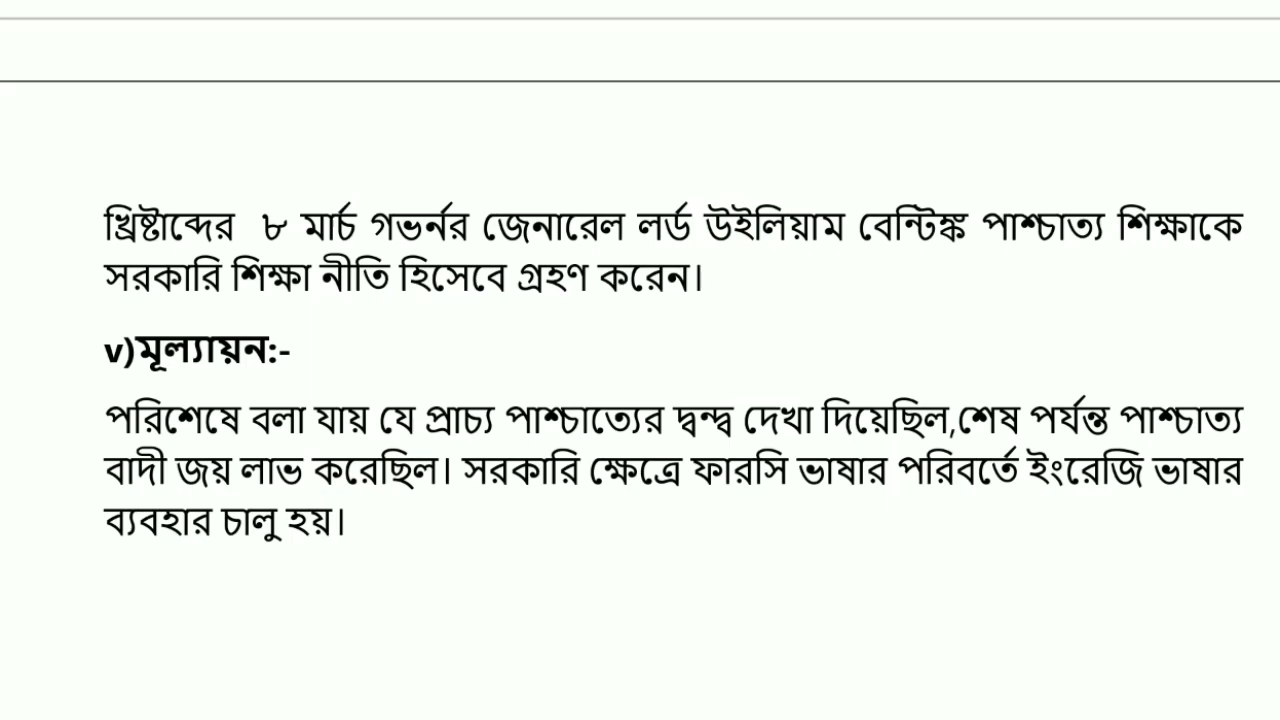 খ্রিষ্টাব্দের ৮ মার্চ গভর্নর জেনারেল লর্ড উইলিয়াম বেন্টিঙ্ক পাশ্চাত্য শিক্ষাকে
সরকারি শিক্ষা নীতি হিসেবে গ্রহণ করেন।
v)মূল্যায়ন:-
পরিশেষে বলা যায় যে প্রাচ্য পাশ্চাত্যের দ্বন্দ্ব দেখা দিয়েছিল,শেষ পর্যন্ত পাশ্চাত্য
বাদী জয় লাভ করেছিল। সরকারি ক্ষেত্রে ফারসি ভাষার পরিবর্তে ইংরেজি ভাষার
ব্যবহার চালু হয়।